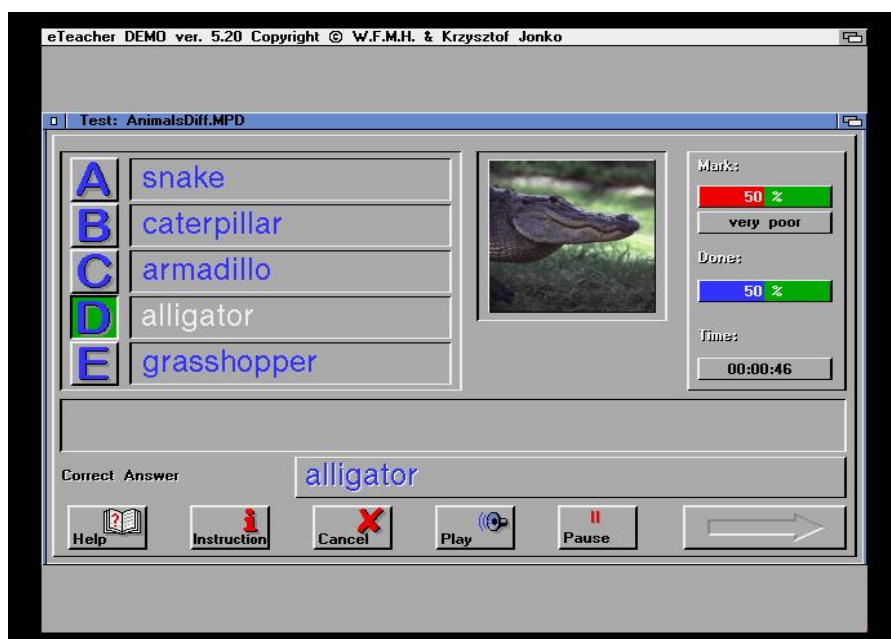 eTeacher DEMO ver. 5.20 Copyright © W.F.M.H. & Krzysztof Jonko
Test: AnimalsDiff.MPD
A snake
B caterpillar
C armadillo
D alligator
E grasshopper
Mark:
50 %
very poor
Done:
50 %
Time:
00:00:46
Correct Answer alligator
Help Instruction Cancel Play Pause